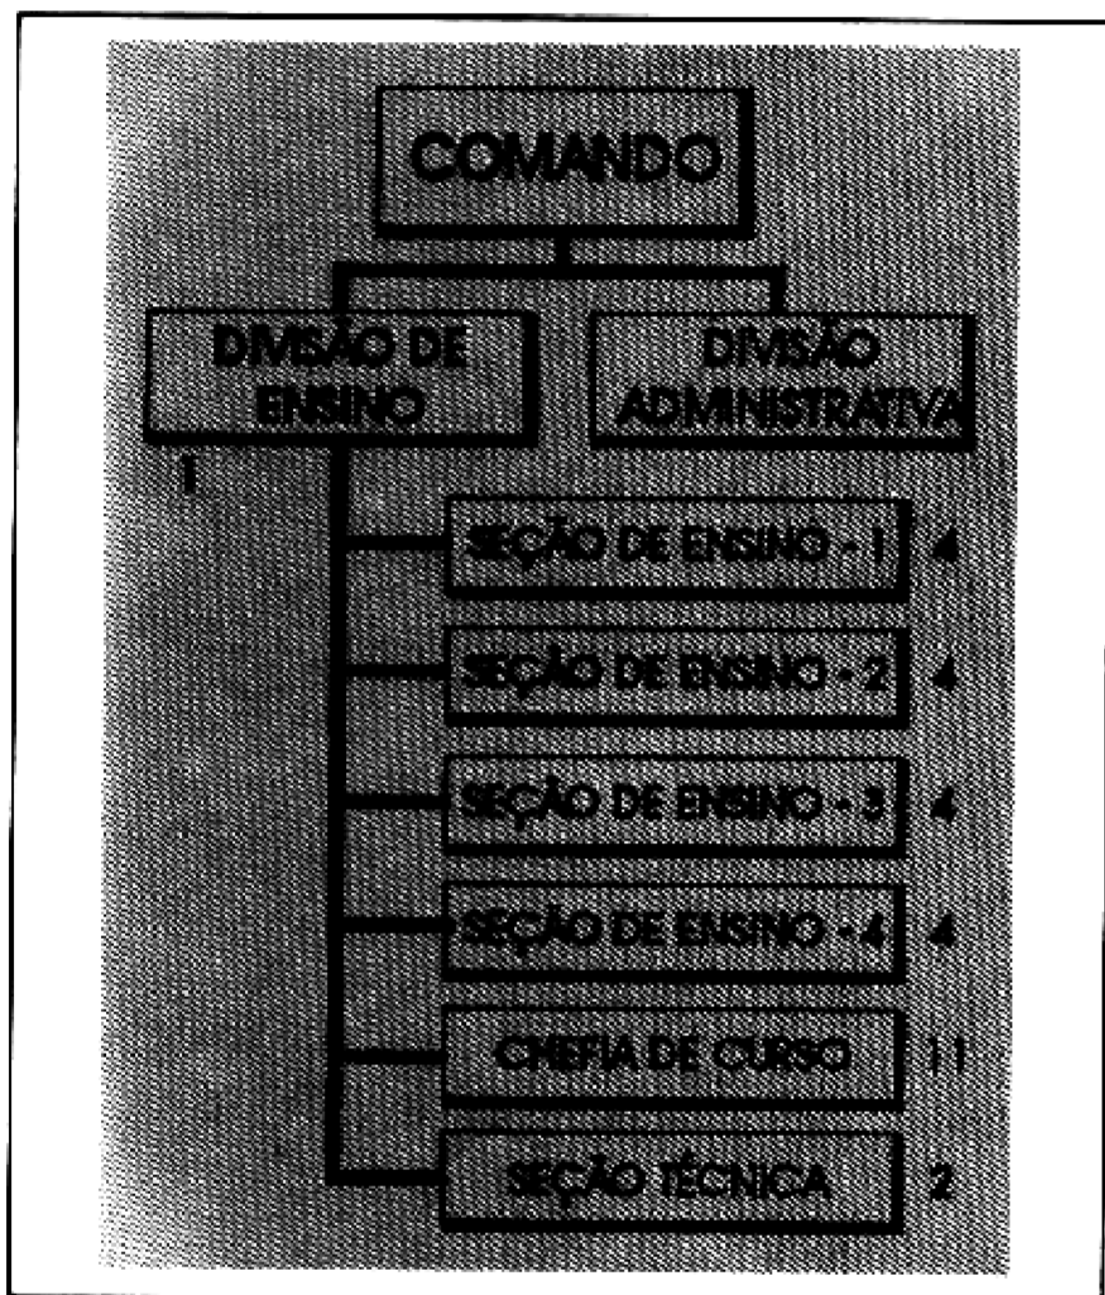 COMANDO
DIVISÃO DE
ENSINO
DIVISÃO
ADMINISTRATIVA
1
SEÇÃO DE ENSINO - 1 4
SEÇÃO DE ENSINO - 2 4
SEÇÃO DE ENSINO - 3 4
SEÇÃO DE ENSINO - 4 4
CHEFIA DE CURSO 11
SEÇÃO TÉCNICA 2